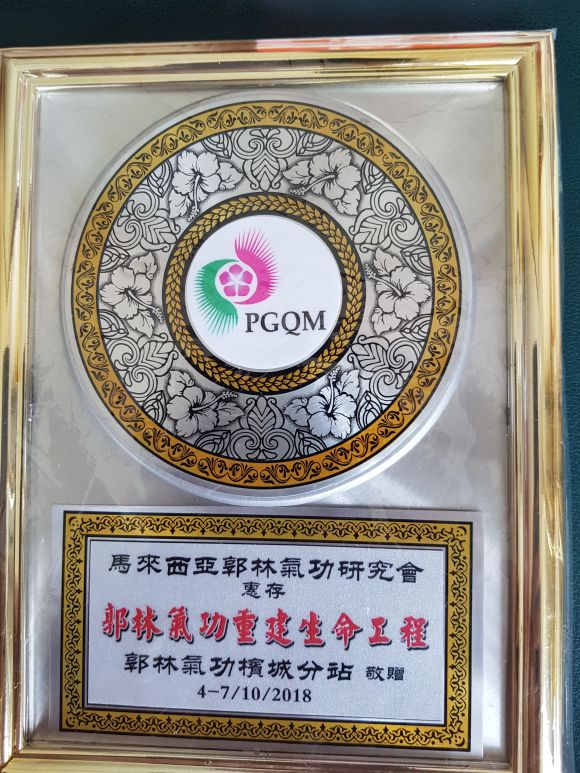 PGQM
馬來西亞郭林氣功研究會
惠存
郭林氣功重建生命工程
郭林氣功檳城分站 敬贈
4-7/10/2018